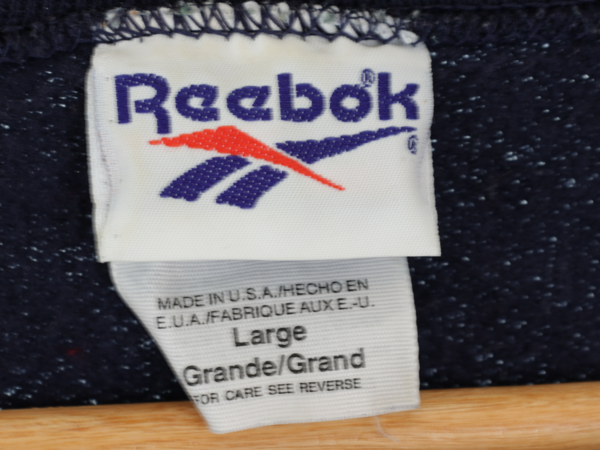 Reebok®
®
MADE IN U.S.A./HECHO EN
E.U.A./FABRIQUE AUX E.-U.
Large
Grande/Grand
FOR CARE SEE REVERSE